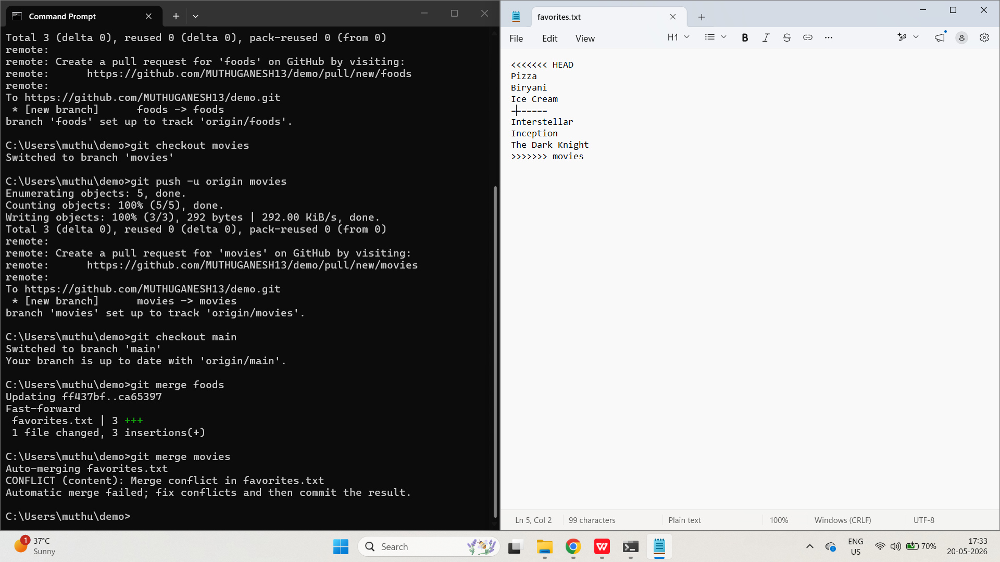 Command Prompt
Total 3 (delta 0), reused 0 (delta 0), pack-reused 0 (from 0)
remote:
remote: Create a pull request for 'foods' on GitHub by visiting:
remote:      https://github.com/MUTHUGANESH13/demo/pull/new/foods
remote:
To https://github.com/MUTHUGANESH13/demo.git
 * [new branch]      foods -> foods
branch 'foods' set up to track 'origin/foods'.
C:\Users\muthu\demo>git checkout movies
Switched to branch 'movies'
C:\Users\muthu\demo>git push -u origin movies
Enumerating objects: 5, done.
Counting objects: 100% (5/5), done.
Writing objects: 100% (3/3), 292 bytes | 292.00 KiB/s, done.
Total 3 (delta 0), reused 0 (delta 0), pack-reused 0 (from 0)
remote:
remote: Create a pull request for 'movies' on GitHub by visiting:
remote:      https://github.com/MUTHUGANESH13/demo/pull/new/movies
remote:
To https://github.com/MUTHUGANESH13/demo.git
 * [new branch]      movies -> movies
branch 'movies' set up to track 'origin/movies'.
C:\Users\muthu\demo>git checkout main
Switched to branch 'main'
Your branch is up to date with 'origin/main'.
C:\Users\muthu\demo>git merge foods
Updating ff437bf..ca65397
Fast-forward
 favorites.txt | 3 +++
 1 file changed, 3 insertions(+)
C:\Users\muthu\demo>git merge movies
Auto-merging favorites.txt
CONFLICT (content): Merge conflict in favorites.txt
Automatic merge failed; fix conflicts and then commit the result.
C:\Users\muthu\demo>
favorites.txt
File Edit View H1 B I S
<<<<<<< HEAD
Pizza
Biryani
Ice Cream
=======
Interstellar
Inception
The Dark Knight
>>>>>>> movies
Ln 5, Col 2 99 characters Plain text 100% Windows (CRLF) UTF-8
1 37°C
Sunny
Search
W
ENG
US
70%
17:33
20-05-2026